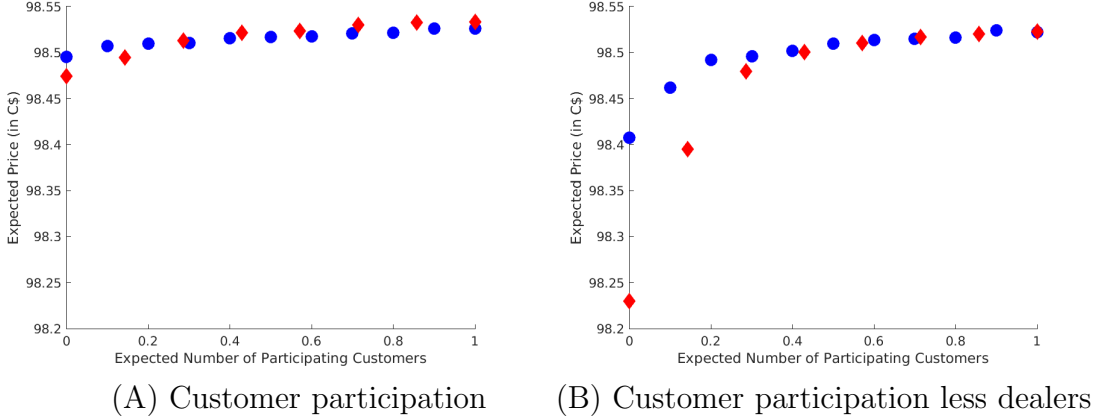 98.55
98.5
98.45
98.4
98.35
98.3
98.25
98.2
Expected Price (in C$)
0 0.2 0.4 0.6 0.8 1
Expected Number of Participating Customers
(A) Customer participation
98.55
98.5
98.45
98.4
98.35
98.3
98.25
98.2
Expected Price (in C$)
0 0.2 0.4 0.6 0.8 1
Expected Number of Participating Customers
(B) Customer participation less dealers